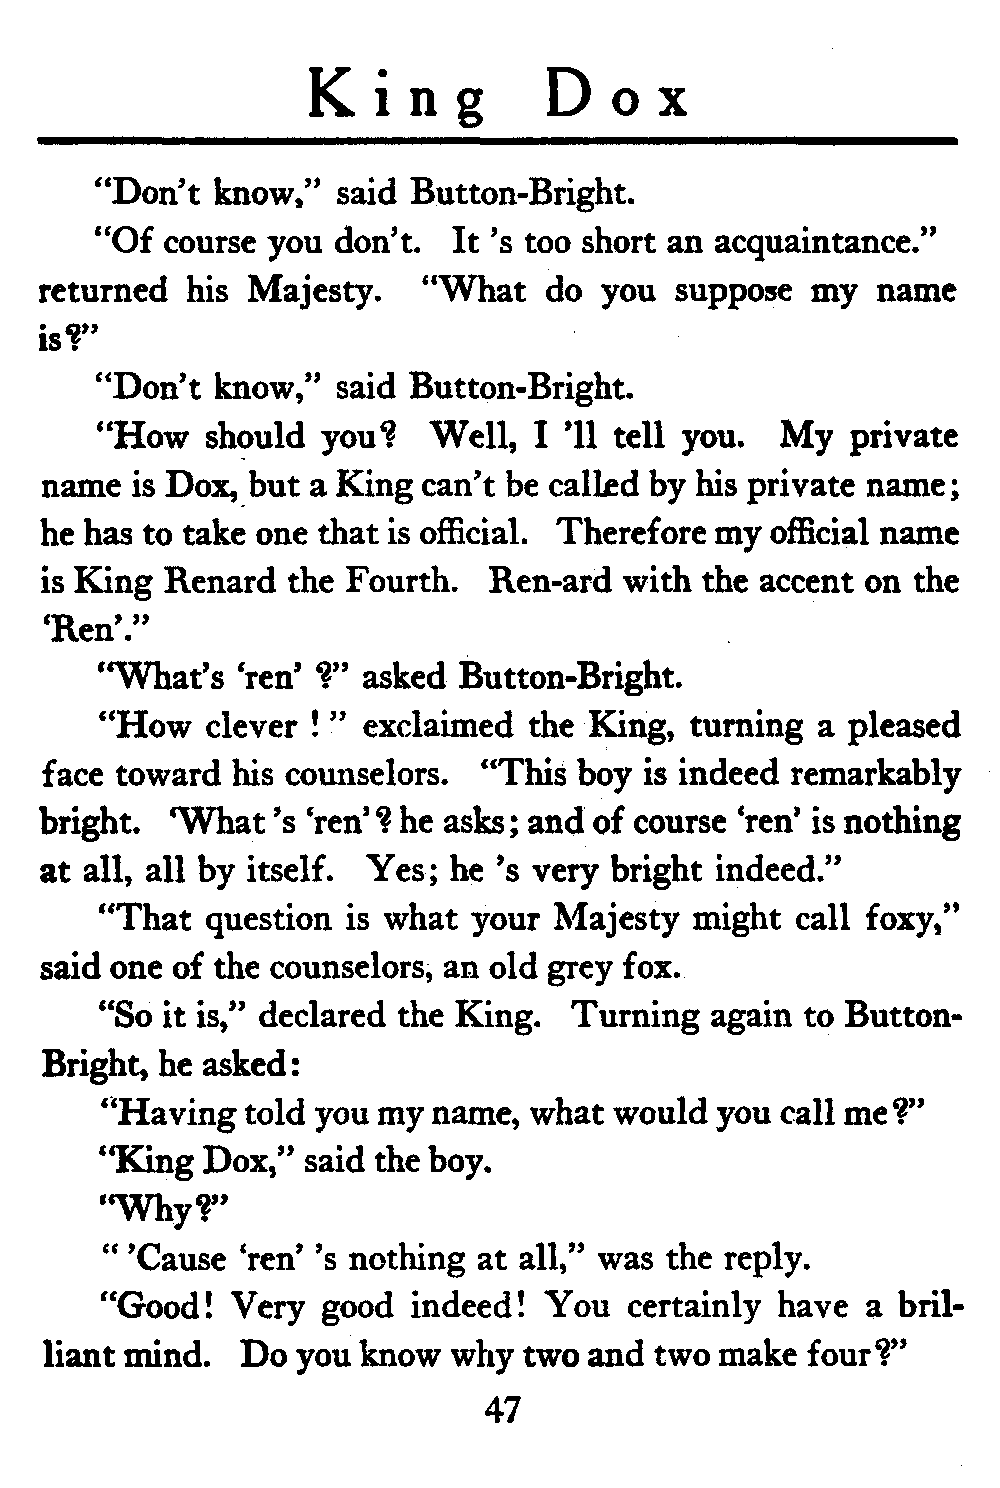 King Dox
“Don’t know,” said Button-Bright.
“Of course you don’t. It ’s too short an acquaintance.”
returned his Majesty. “What do you suppose my name
is?”
“Don’t know,” said Button-Bright.
“How should you? Well, I ’ll tell you. My private
name is Dox, but a King can’t be called by his private name;
he has to take one that is official. Therefore my official name
is King Renard the Fourth. Ren-ard with the accent on the
‘Ren’.”
“What’s ‘ren’ ?” asked Button-Bright.
“How clever ! ” exclaimed the King, turning a pleased
face toward his counselors. “This boy is indeed remarkably
bright. ‘What ’s ‘ren’ ? he asks; and of course ‘ren’ is nothing
at all, all by itself. Yes; he ’s very bright indeed.”
“That question is what your Majesty might call foxy,”
said one of the counselors, an old grey fox.
“So it is,” declared the King. Turning again to Button-
Bright, he asked:
“Having told you my name, what would you call me?”
“King Dox,” said the boy.
“Why?”
“ ’Cause ‘ren’ ’s nothing at all,” was the reply.
“Good! Very good indeed! You certainly have a bril-
liant mind. Do you know why two and two make four?”
47